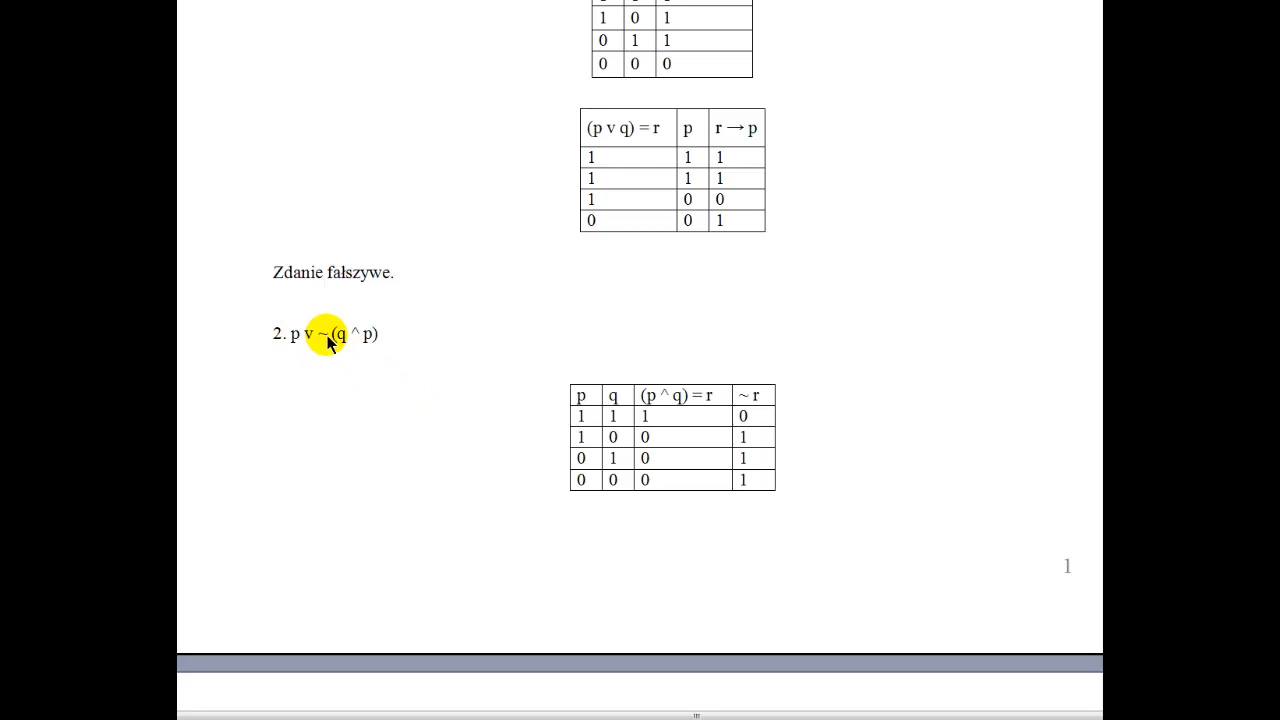 1 0 1
0 1 1
0 0 0
(p v q) = r p r → p
1 1 1
1 1 1
1 0 0
0 0 1
Zdanie fałszywe.
2. p v ~ (q ^ p)
p q (p ^ q) = r ~ r
1 1 1 0
1 0 0 1
0 1 0 1
0 0 0 1
1